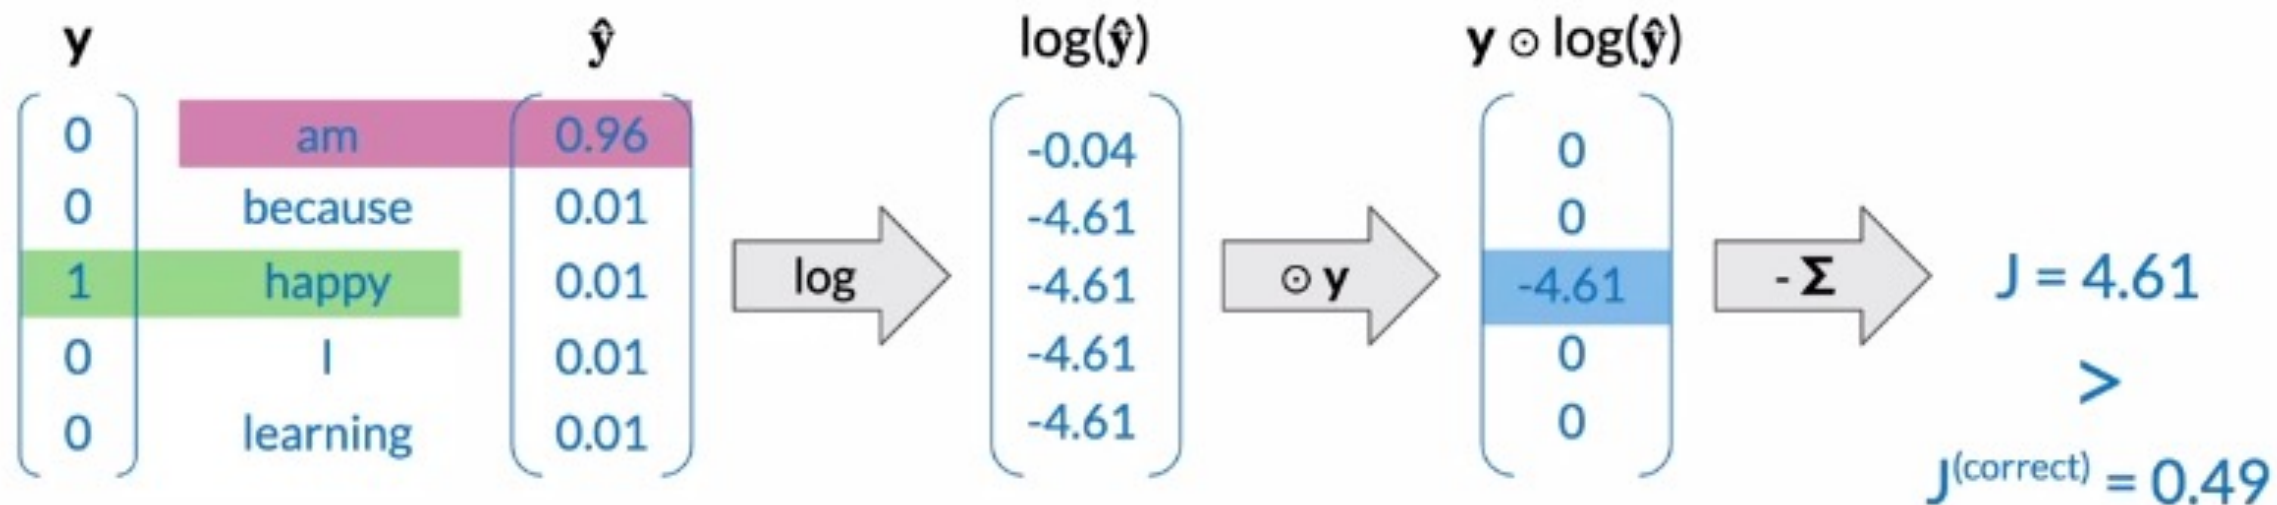 y ŷ log(ŷ) y ⊙ log(ŷ)
0 am 0.96 -0.04 0
0 because 0.01 -4.61 0
1 happy 0.01 log -4.61 ⊙ y -4.61 - Σ J = 4.61
0 I 0.01 -4.61 0 >
0 learning 0.01 -4.61 0
J(correct) = 0.49